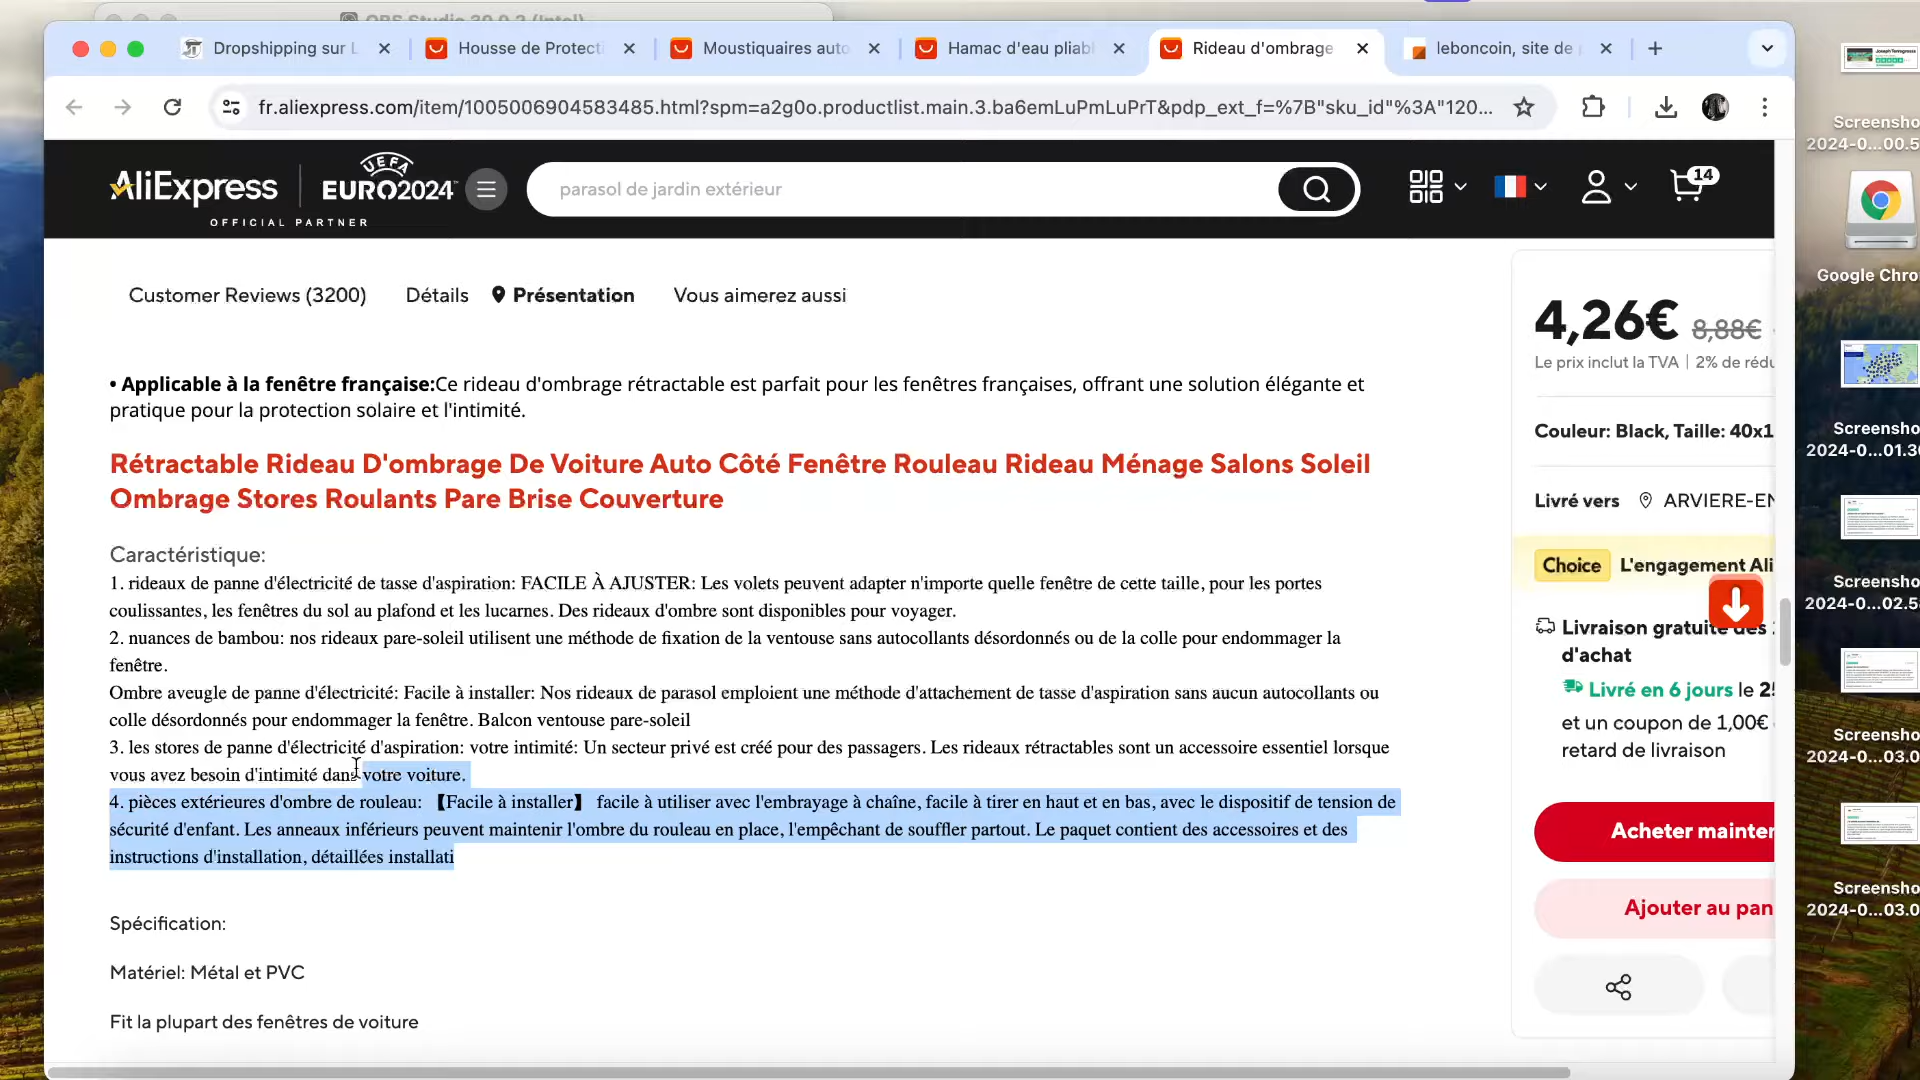 OBS Studio 30.0.2 (Intel)
Dropshipping sur L
Housse de Protecti
Moustiquaires auto
Hamac d'eau pliabl
Rideau d'ombrage
leboncoin, site de
fr.aliexpress.com/item/1005006904583485.html?spm=a2g0o.productlist.main.3.ba6emLuPmLuPrT&pdp_ext_f=%7B"sku_id"%3A"120...
AliExpress
UEFA
EURO2024
OFFICIAL PARTNER
parasol de jardin extérieur
14
Customer Reviews (3200)
Détails
Présentation
Vous aimerez aussi
• Applicable à la fenêtre française:Ce rideau d'ombrage rétractable est parfait pour les fenêtres françaises, offrant une solution élégante et
pratique pour la protection solaire et l'intimité.
Rétractable Rideau D'ombrage De Voiture Auto Côté Fenêtre Rouleau Rideau Ménage Salons Soleil
Ombrage Stores Roulants Pare Brise Couverture
Caractéristique:
1. rideaux de panne d'électricité de tasse d'aspiration: FACILE À AJUSTER: Les volets peuvent adapter n'importe quelle fenêtre de cette taille, pour les portes
coulissantes, les fenêtres du sol au plafond et les lucarnes. Des rideaux d'ombre sont disponibles pour voyager.
2. nuances de bambou: nos rideaux pare-soleil utilisent une méthode de fixation de la ventouse sans autocollants désordonnés ou de la colle pour endommager la
fenêtre.
Ombre aveugle de panne d'électricité: Facile à installer: Nos rideaux de parasol emploient une méthode d'attachement de tasse d'aspiration sans aucun autocollants ou
colle désordonnés pour endommager la fenêtre. Balcon ventouse pare-soleil
3. les stores de panne d'électricité d'aspiration: votre intimité: Un secteur privé est créé pour des passagers. Les rideaux rétractables sont un accessoire essentiel lorsque
vous avez besoin d'intimité dans votre voiture.
4. pièces extérieures d'ombre de rouleau: 【Facile à installer】 facile à utiliser avec l'embrayage à chaîne, facile à tirer en haut et en bas, avec le dispositif de tension de
sécurité d'enfant. Les anneaux inférieurs peuvent maintenir l'ombre du rouleau en place, l'empêchant de souffler partout. Le paquet contient des accessoires et des
instructions d'installation, détaillées installati
Spécification:
Matériel: Métal et PVC
Fit la plupart des fenêtres de voiture
4,26€ 8,88€
Le prix inclut la TVA | 2% de rédu
Couleur: Black, Taille: 40x1
Livré vers ARVIERE-EN
Choice L'engagement Ali
Livraison gratuite dès
d'achat
Livré en 6 jours le 2
et un coupon de 1,00€
retard de livraison
Acheter mainten
Ajouter au pan
Screensho
2024-0...00.5
Google Chro
Screensho
2024-0...01.3
Screensho
2024-0...02.5
Screensho
2024-0...03.0
Screensho
2024-0...03.0